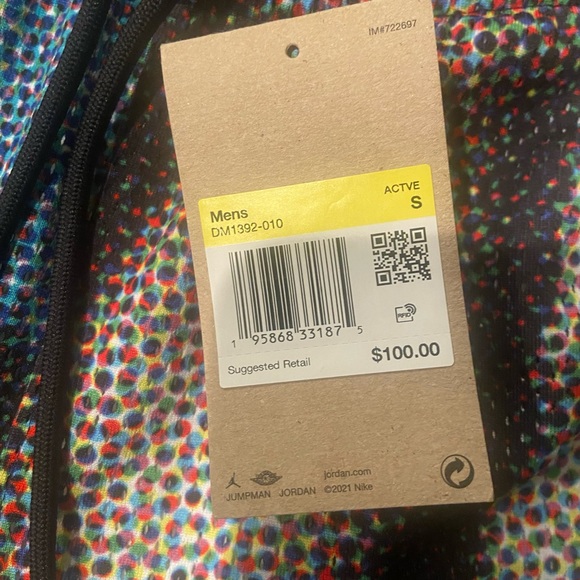 IM#722697
Mens
ACTVE
DM1392-010
S
1 95868 33187 5
RFID
Suggested Retail
$100.00
jordan.com
JUMPMAN JORDAN ©2021 Nike